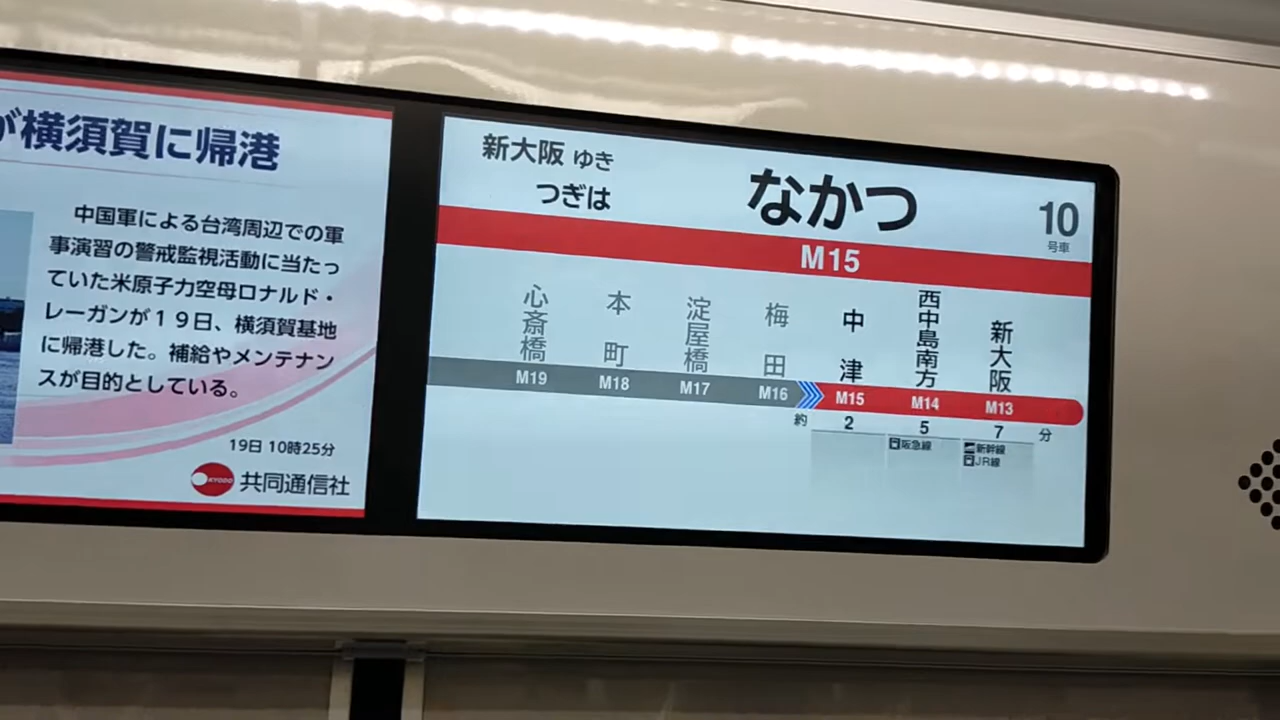 が横須賀に帰港
中国軍による台湾周辺での軍
事演習の警戒監視活動に当たっ
ていた米原子力空母ロナルド・
レーガンが19日、横須賀基地
に帰港した。補給やメンテナン
スが目的としている。
19日 10時25分
KYODO 共同通信社
新大阪 ゆき
つぎは なかつ
10
号車
M15
心斎橋 本町 淀屋橋 梅田 中津 西中島南方 新大阪
M19 M18 M17 M16 M15 M14 M13
約 2 5 7 分
阪急線 新幹線
JR線